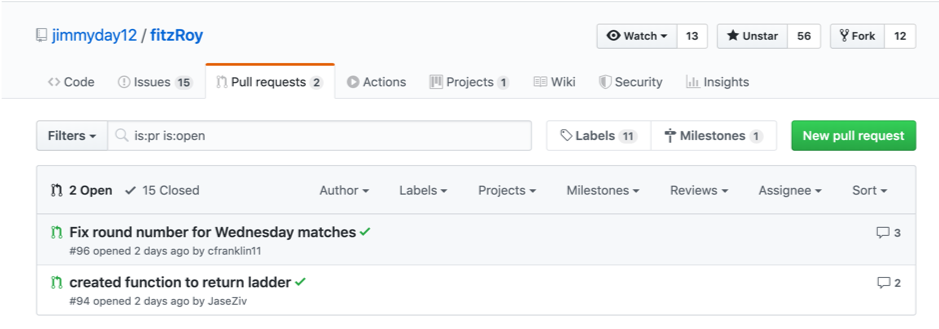 jimmyday12 / fitzRoy
Watch 13 Unstar 56 Fork 12
Code Issues 15 Pull requests 2 Actions Projects 1 Wiki Security Insights
Filters is:pr is:open Labels 11 Milestones 1 New pull request
2 Open 15 Closed Author Labels Projects Milestones Reviews Assignee Sort
Fix round number for Wednesday matches 3
#96 opened 2 days ago by cfranklin11
created function to return ladder 2
#94 opened 2 days ago by JaseZiv